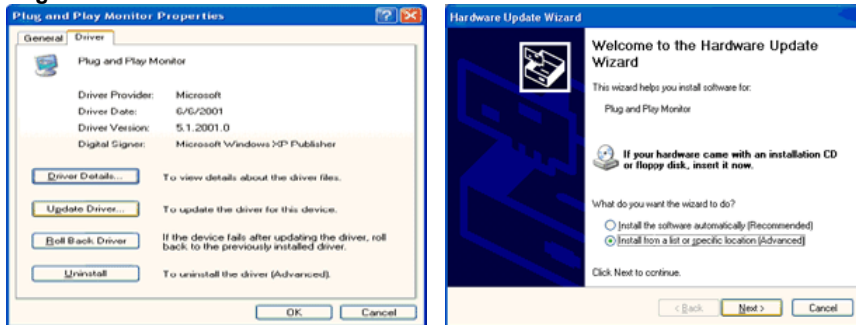 Plug and Play Monitor Properties
General Driver
Plug and Play Monitor
Driver Provider: Microsoft
Driver Date: 6/6/2001
Driver Version: 5.1.2001.0
Digital Signer: Microsoft Windows XP Publisher
Driver Details... To view details about the driver files.
Update Driver... To update the driver for this device.
Roll Back Driver If the device fails after updating the driver, roll
back to the previously installed driver.
Uninstall To uninstall the driver (Advanced).
OK Cancel
Hardware Update Wizard
Welcome to the Hardware Update
Wizard
This wizard helps you install software for:
Plug and Play Monitor
If your hardware came with an installation CD
or floppy disk, insert it now.
What do you want the wizard to do?
Install the software automatically (Recommended)
Install from a list or specific location (Advanced)
Click Next to continue.
< Back Next > Cancel